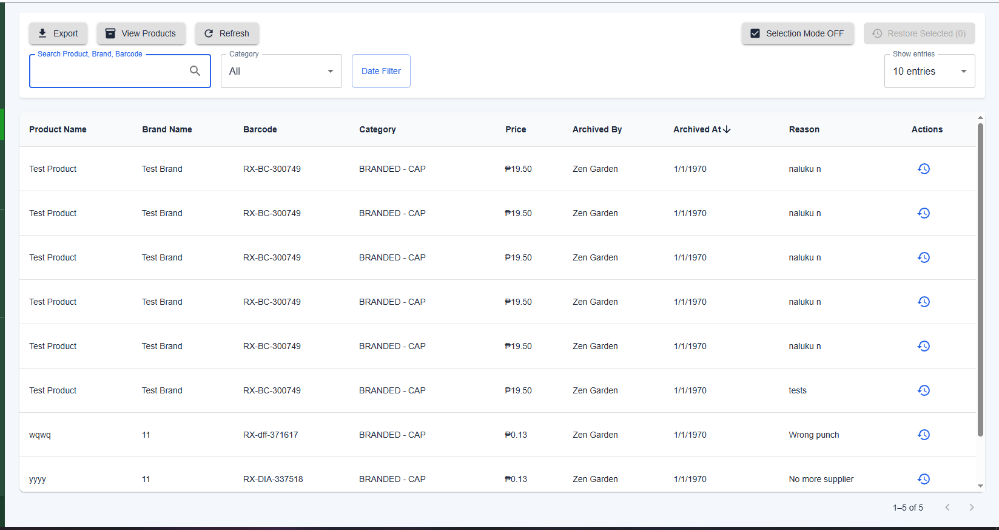 Export View Products Refresh Selection Mode OFF Restore Selected (0)
Search Product, Brand, Barcode Category Show entries
All Date Filter 10 entries
Product Name Brand Name Barcode Category Price Archived By Archived At Reason Actions
Test Product Test Brand RX-BC-300749 BRANDED - CAP ₱19.50 Zen Garden 1/1/1970 naluku n
Test Product Test Brand RX-BC-300749 BRANDED - CAP ₱19.50 Zen Garden 1/1/1970 naluku n
Test Product Test Brand RX-BC-300749 BRANDED - CAP ₱19.50 Zen Garden 1/1/1970 naluku n
Test Product Test Brand RX-BC-300749 BRANDED - CAP ₱19.50 Zen Garden 1/1/1970 naluku n
Test Product Test Brand RX-BC-300749 BRANDED - CAP ₱19.50 Zen Garden 1/1/1970 naluku n
Test Product Test Brand RX-BC-300749 BRANDED - CAP ₱19.50 Zen Garden 1/1/1970 tests
wqwq 11 RX-dff-371617 BRANDED - CAP ₱0.13 Zen Garden 1/1/1970 Wrong punch
yyyy 11 RX-DIA-337518 BRANDED - CAP ₱0.13 Zen Garden 1/1/1970 No more supplier
1–5 of 5